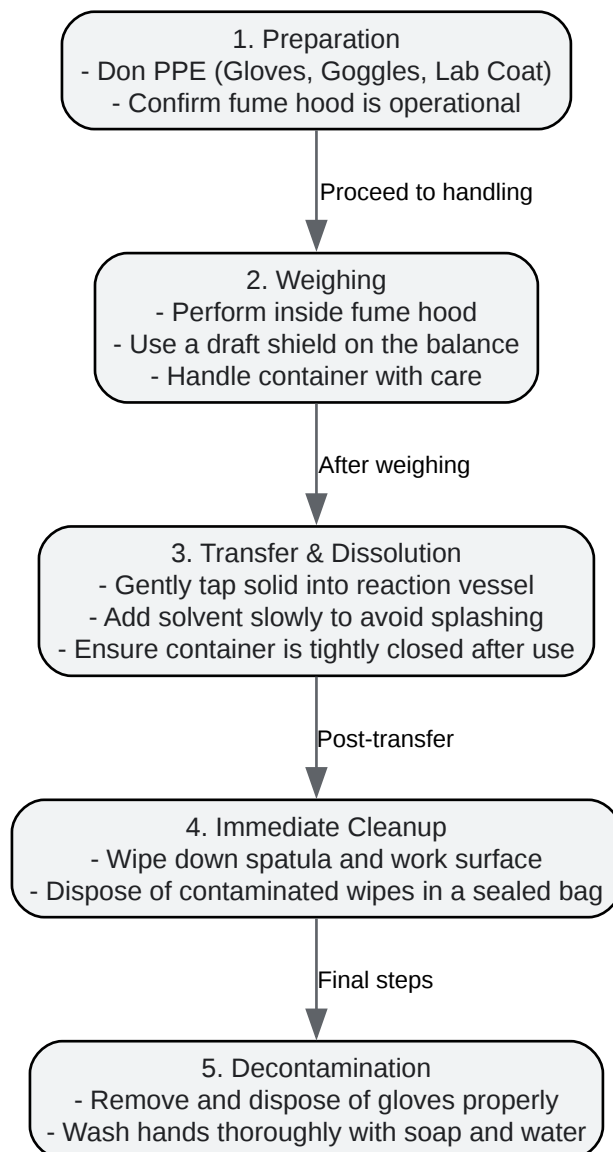 1. Preparation
- Don PPE (Gloves, Goggles, Lab Coat)
- Confirm fume hood is operational
Proceed to handling
2. Weighing
- Perform inside fume hood
- Use a draft shield on the balance
- Handle container with care
After weighing
3. Transfer & Dissolution
- Gently tap solid into reaction vessel
- Add solvent slowly to avoid splashing
- Ensure container is tightly closed after use
Post-transfer
4. Immediate Cleanup
- Wipe down spatula and work surface
- Dispose of contaminated wipes in a sealed bag
Final steps
5. Decontamination
- Remove and dispose of gloves properly
- Wash hands thoroughly with soap and water